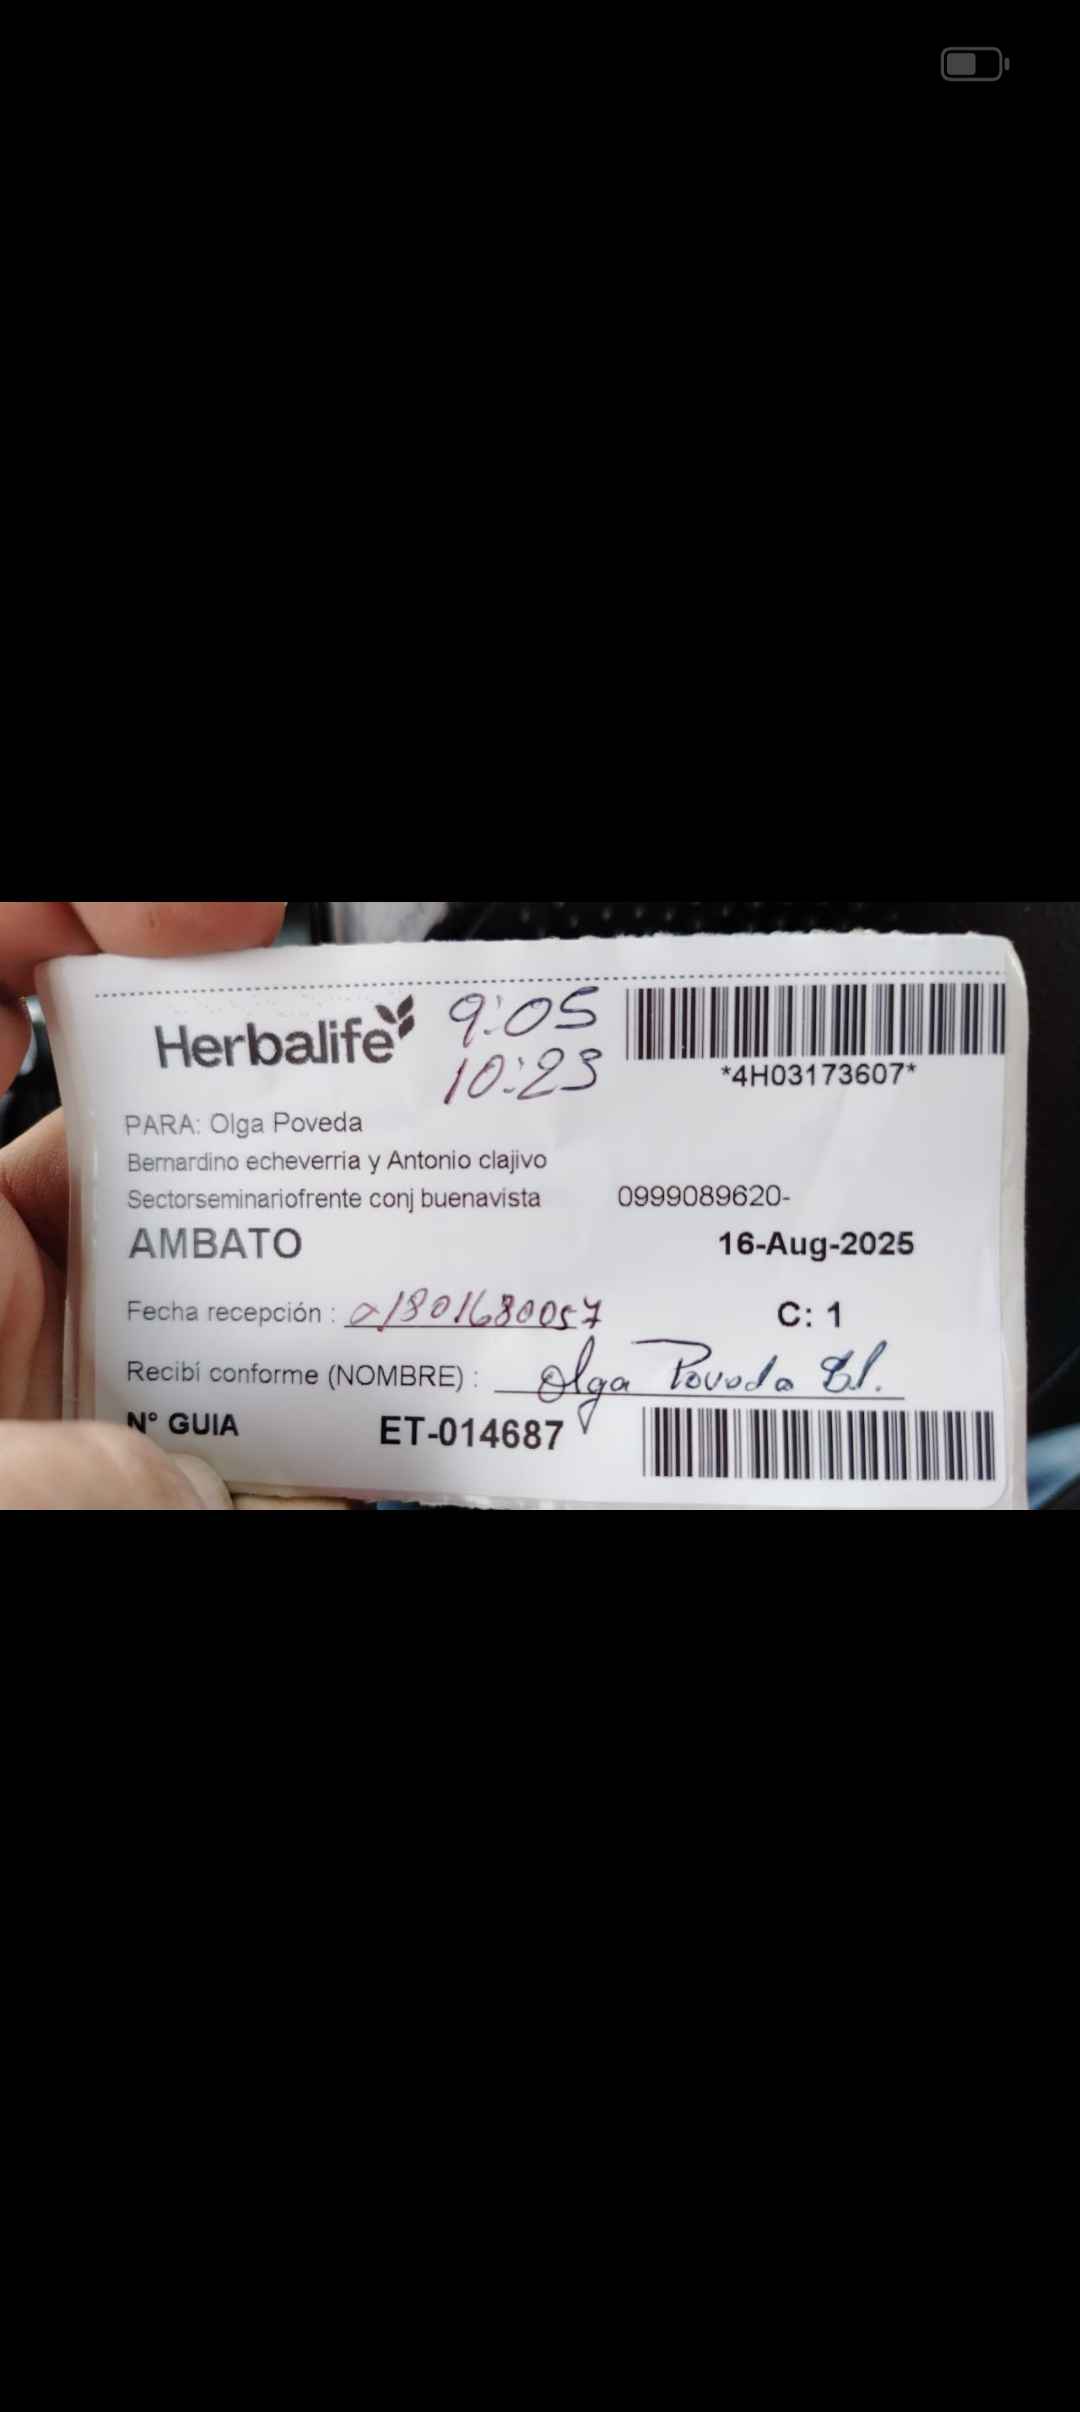 Herbalife
9:05
10:23
*4H03173607*
PARA: Olga Poveda
Bernardino echeverria y Antonio clajivo
Sectorseminariofrente conj buenavista 0999089620-
AMBATO 16-Aug-2025
Fecha recepción : 01801680057 C: 1
Recibí conforme (NOMBRE) : Olga Poveda
N° GUIA ET-014687